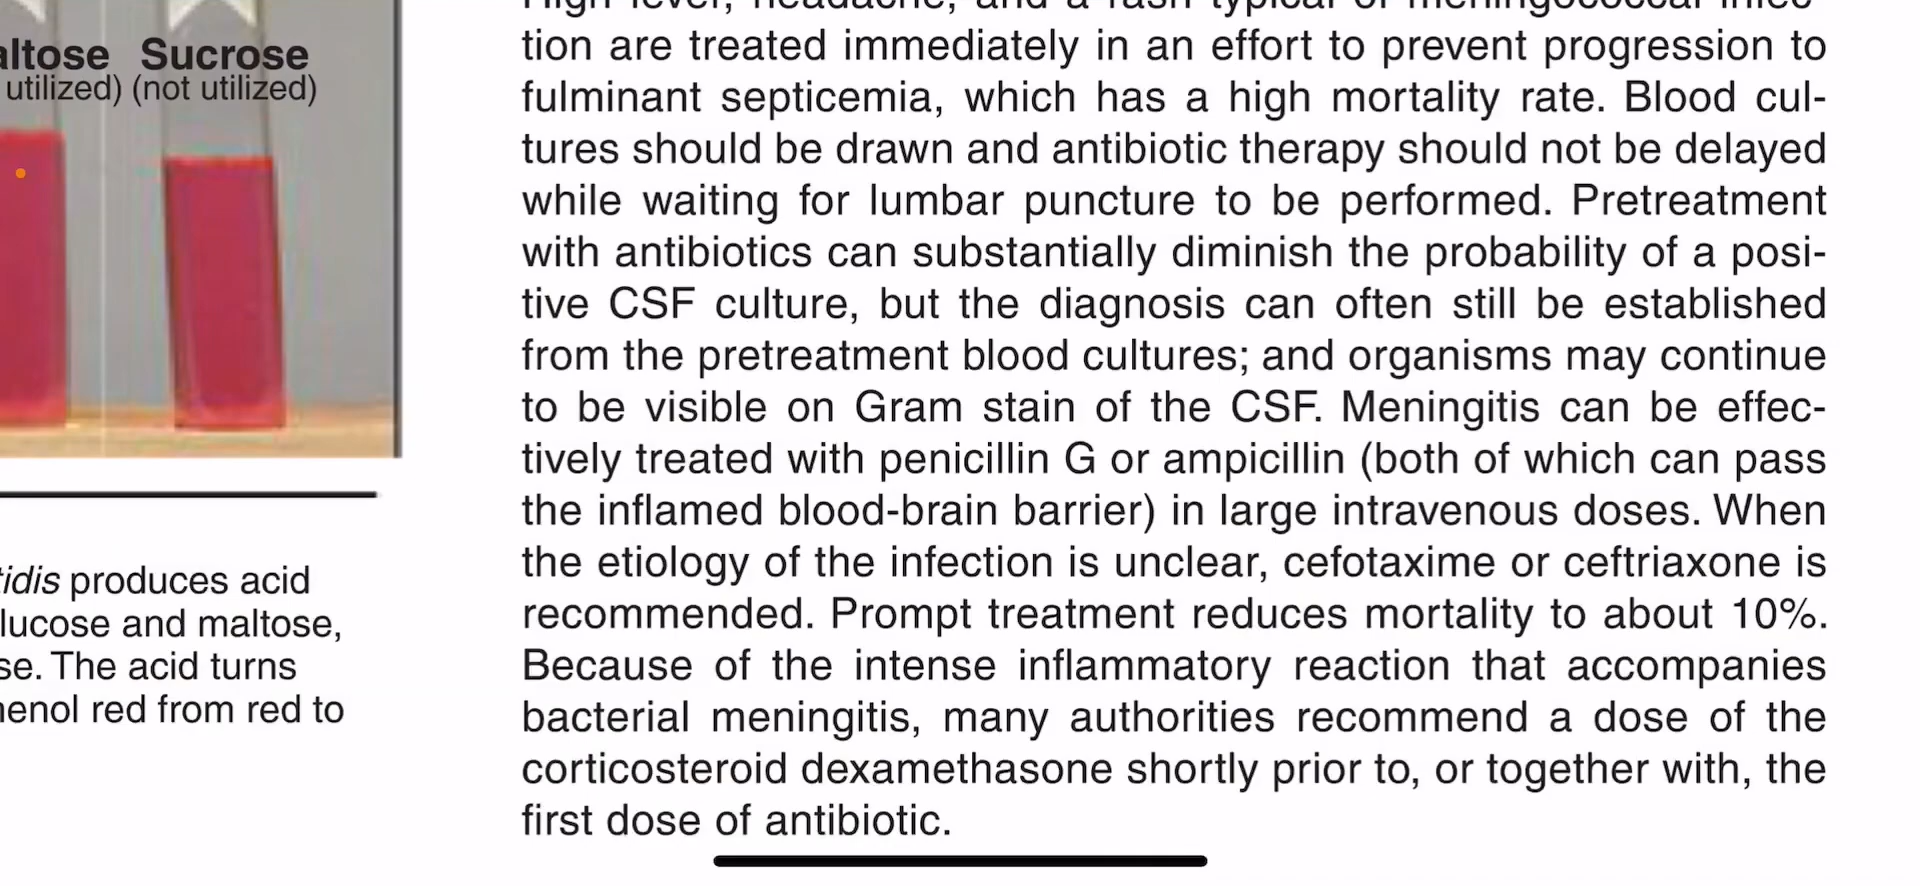 Sucrose
utilized) (not utilized)
produces acid
and maltose,
The acid turns
red from red to
tion are treated immediately in an effort to prevent progression to
fulminant septicemia, which has a high mortality rate. Blood cul-
tures should be drawn and antibiotic therapy should not be delayed
while waiting for lumbar puncture to be performed. Pretreatment
with antibiotics can substantially diminish the probability of a posi-
tive CSF culture, but the diagnosis can often still be established
from the pretreatment blood cultures; and organisms may continue
to be visible on Gram stain of the CSF. Meningitis can be effec-
tively treated with penicillin G or ampicillin (both of which can pass
the inflamed blood-brain barrier) in large intravenous doses. When
the etiology of the infection is unclear, cefotaxime or ceftriaxone is
recommended. Prompt treatment reduces mortality to about 10%.
Because of the intense inflammatory reaction that accompanies
bacterial meningitis, many authorities recommend a dose of the
corticosteroid dexamethasone shortly prior to, or together with, the
first dose of antibiotic.